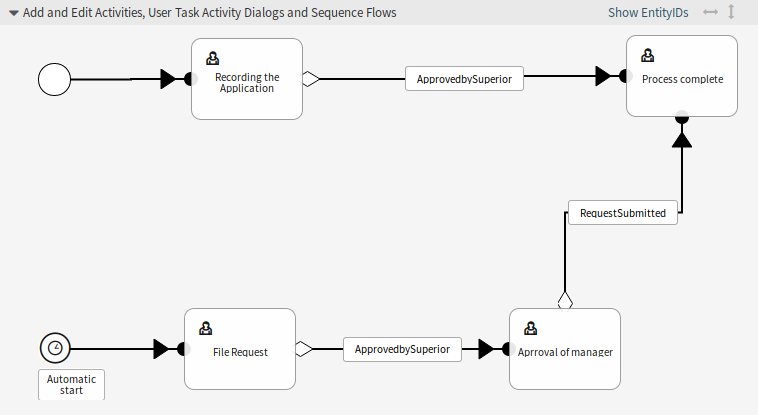 Add and Edit Activities, User Task Activity Dialogs and Sequence Flows
Show EntityIDs
Recording the
Application
ApprovedbySuperior
Process complete
RequestSubmitted
File Request
ApprovedbySuperior
Aprroval of manager
Automatic
start